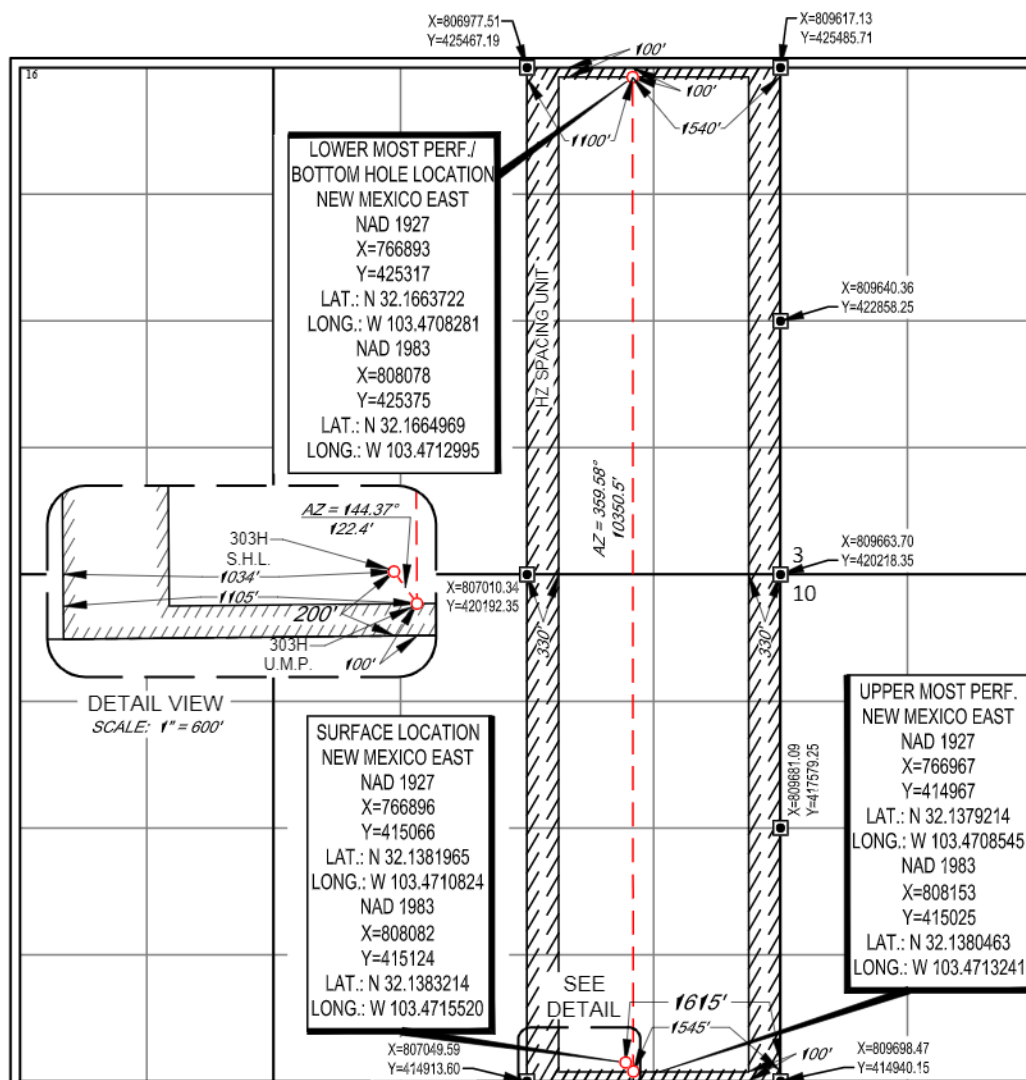 X=806977.51
Y=425467.19
X=809617.13
Y=425485.71
16
100'
100'
1100'
1540'
LOWER MOST PERF./
BOTTOM HOLE LOCATION
NEW MEXICO EAST
NAD 1927
X=766893
Y=425317
LAT.: N 32.1663722
LONG.: W 103.4708281
NAD 1983
X=808078
Y=425375
LAT.: N 32.1664969
LONG.: W 103.4712995
HZ SPACING UNIT
X=809640.36
Y=422858.25
AZ = 359.58°
10350.5'
AZ = 144.37°
122.4'
303H
S.H.L.
1034'
1105'
200'
303H
U.M.P.
100'
DETAIL VIEW
SCALE: 1" = 600'
X=807010.34
Y=420192.35
X=809663.70
Y=420218.35
3
10
330'
330'
X=809681.09
Y=417579.25
SURFACE LOCATION
NEW MEXICO EAST
NAD 1927
X=766896
Y=415066
LAT.: N 32.1381965
LONG.: W 103.4710824
NAD 1983
X=808082
Y=415124
LAT.: N 32.1383214
LONG.: W 103.4715520
UPPER MOST PERF.
NEW MEXICO EAST
NAD 1927
X=766967
Y=414967
LAT.: N 32.1379214
LONG.: W 103.4708545
NAD 1983
X=808153
Y=415025
LAT.: N 32.1380463
LONG.: W 103.4713241
SEE
DETAIL
1615'
1545'
100'
X=807049.59
Y=414913.60
X=809698.47
Y=414940.15